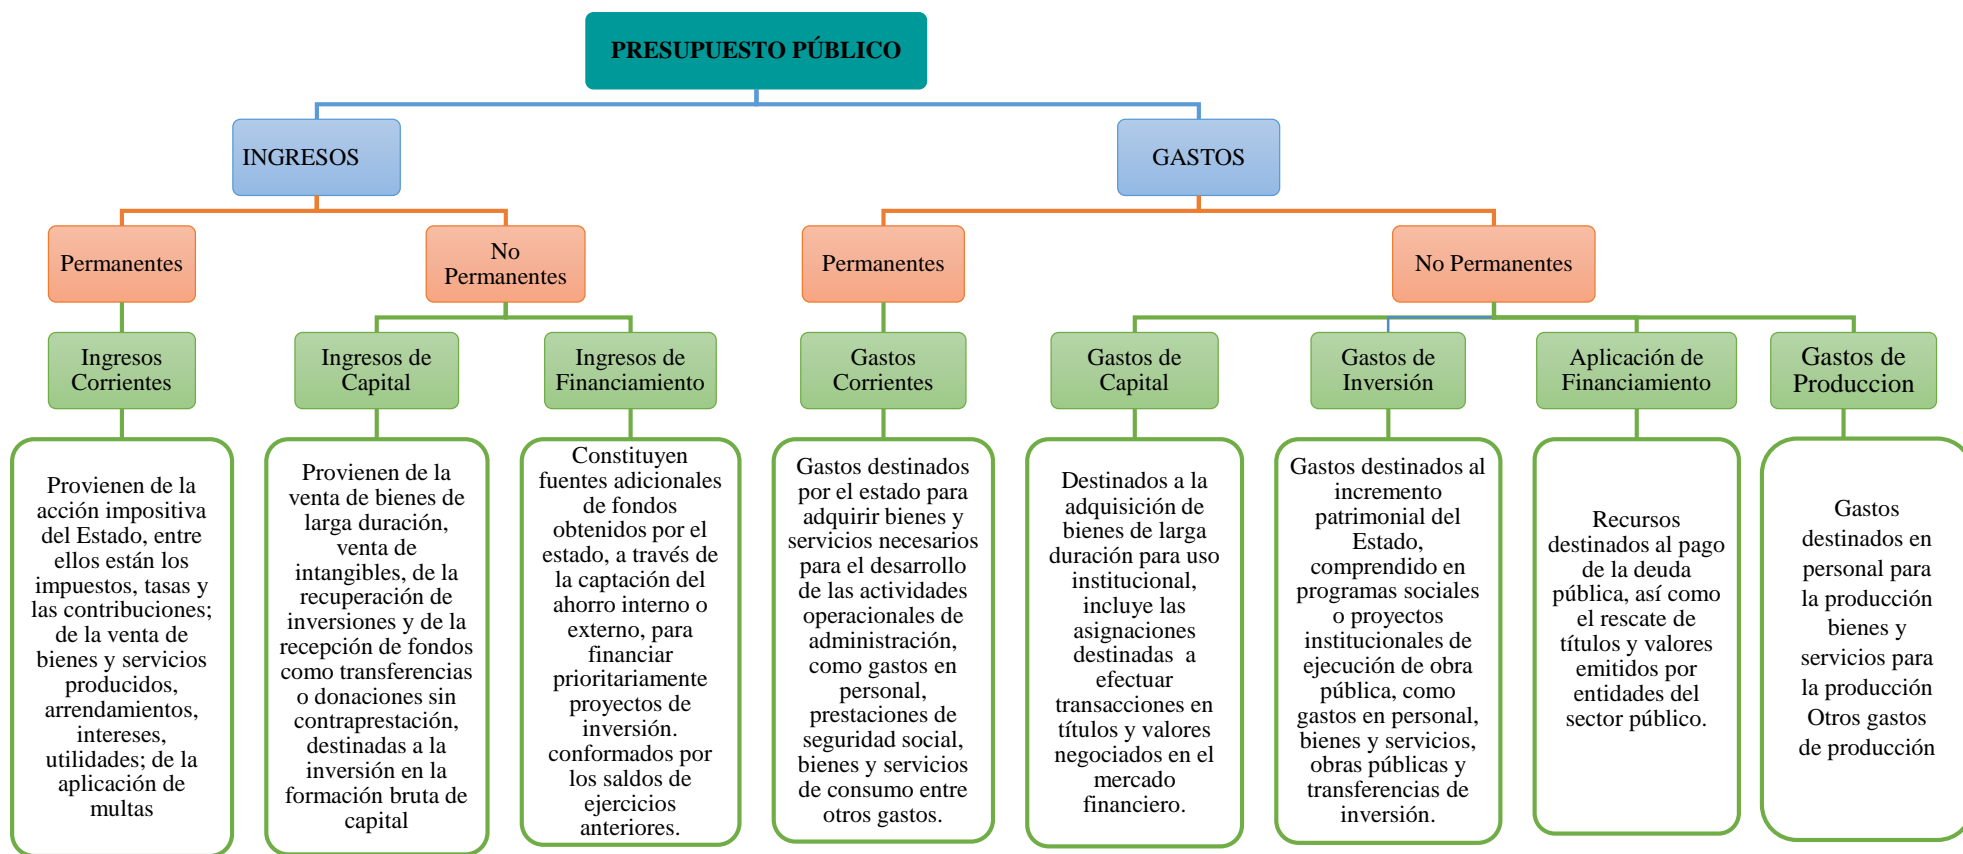 PRESUPUESTO PÚBLICO
INGRESOS
GASTOS
Permanentes
No
Permanentes
Permanentes
No Permanentes
Ingresos
Corrientes
Ingresos de
Capital
Ingresos de
Financiamiento
Gastos
Corrientes
Gastos de
Capital
Gastos de
Inversión
Aplicación de
Financiamiento
Gastos de
Produccion
Provienen de la
acción impositiva
del Estado, entre
ellos están los
impuestos, tasas y
las contribuciones;
de la venta de
bienes y servicios
producidos,
arrendamientos,
intereses,
utilidades; de la
aplicación de
multas
Provienen de la
venta de bienes de
larga duración,
venta de
intangibles, de la
recuperación de
inversiones y de la
recepción de fondos
como transferencias
o donaciones sin
contraprestación,
destinadas a la
inversión en la
formación bruta de
capital
Constituyen
fuentes adicionales
de fondos
obtenidos por el
estado, a través de
la captación del
ahorro interno o
externo, para
financiar
prioritariamente
proyectos de
inversión.
conformados por
los saldos de
ejercicios
anteriores.
Gastos destinados
por el estado para
adquirir bienes y
servicios necesarios
para el desarrollo
de las actividades
operacionales de
administración,
como gastos en
personal,
prestaciones de
seguridad social,
bienes y servicios
de consumo entre
otros gastos.
Destinados a la
adquisición de
bienes de larga
duración para uso
institucional,
incluye las
asignaciones
destinadas a
efectuar
transacciones en
títulos y valores
negociados en el
mercado
financiero.
Gastos destinados al
incremento
patrimonial del
Estado,
comprendido en
programas sociales
o proyectos
institucionales de
ejecución de obra
pública, como
gastos en personal,
bienes y servicios,
obras públicas y
transferencias de
inversión.
Recursos
destinados al pago
de la deuda
pública, así como
el rescate de
títulos y valores
emitidos por
entidades del
sector público.
Gastos
destinados en
personal para
la producción
bienes y
servicios para
la producción
Otros gastos
de producción